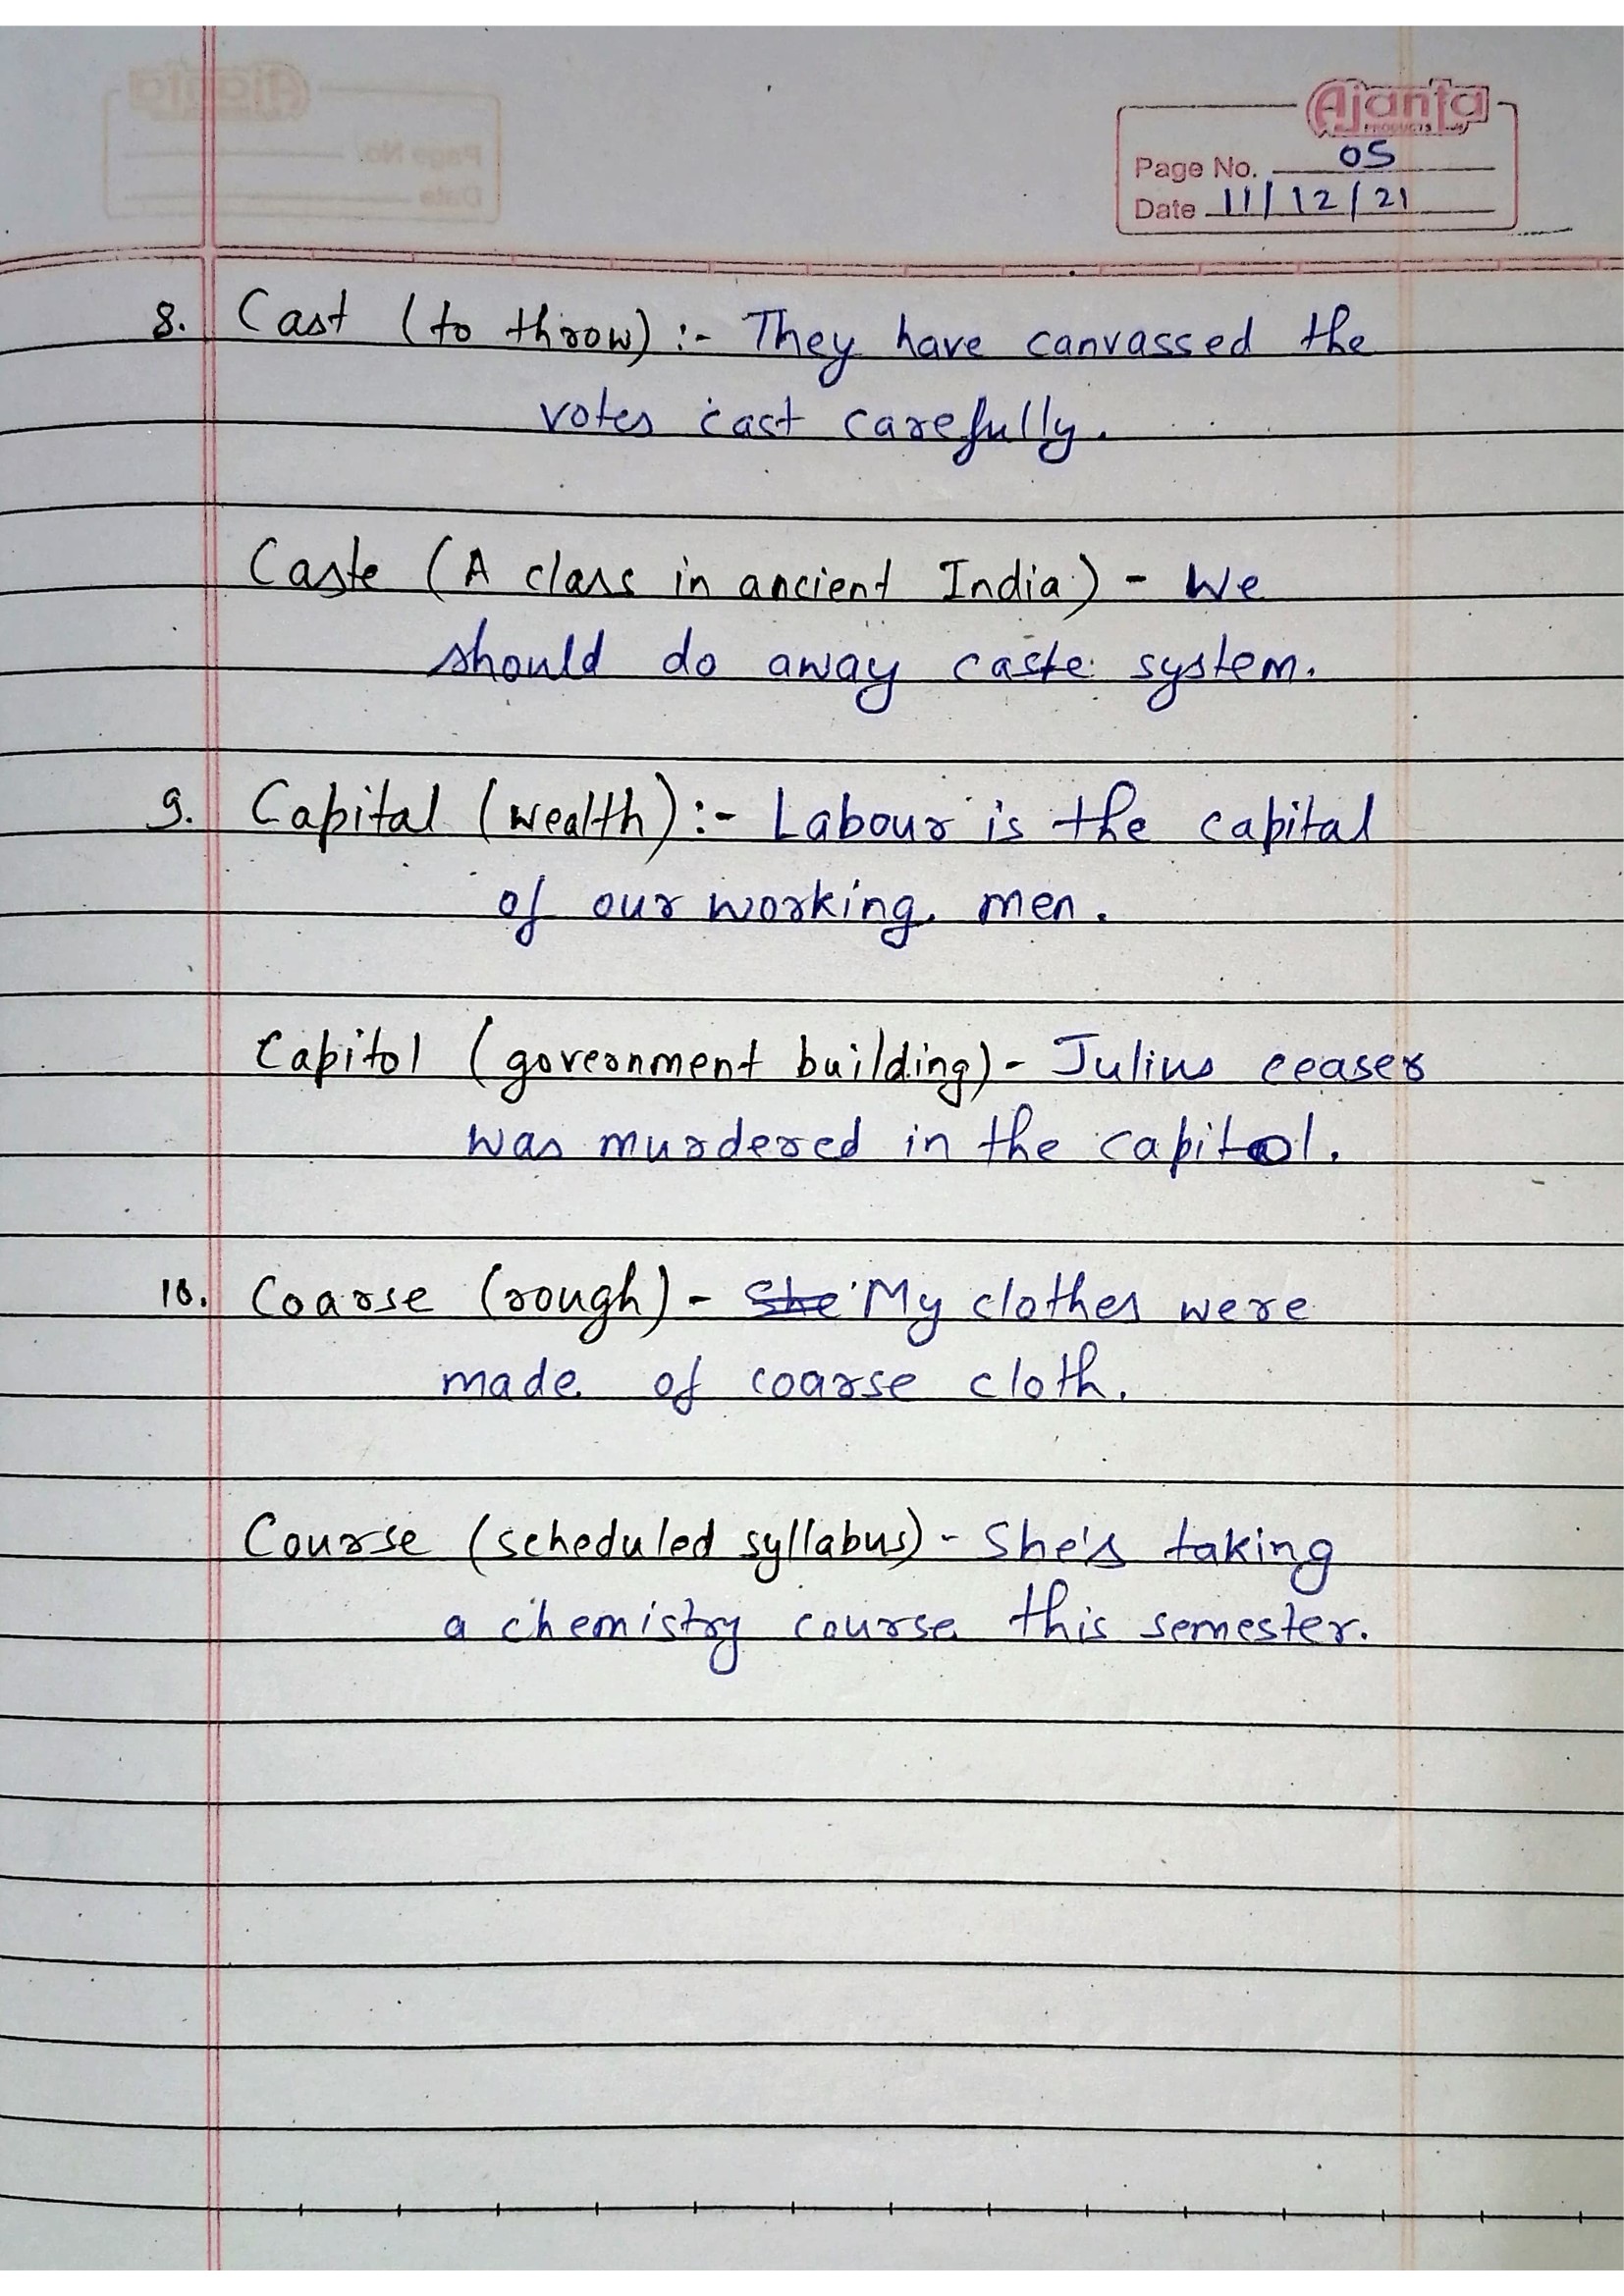 Ajanta
PRODUCTS
Page No. 05
Date 11/12/21
8. Cast (to throw) :- They have canvassed the
votes cast carefully.
Caste (A class in ancient India) - We
should do away caste system.
9. Capital (wealth) :- Labour is the capital
of our working men.
Capitol (government building) - Julius ceaser
was murdered in the capitol.
10. Coarse (rough) - She My clothes were
made of coarse cloth.
Course (scheduled syllabus) - She's taking
a chemistry course this semester.